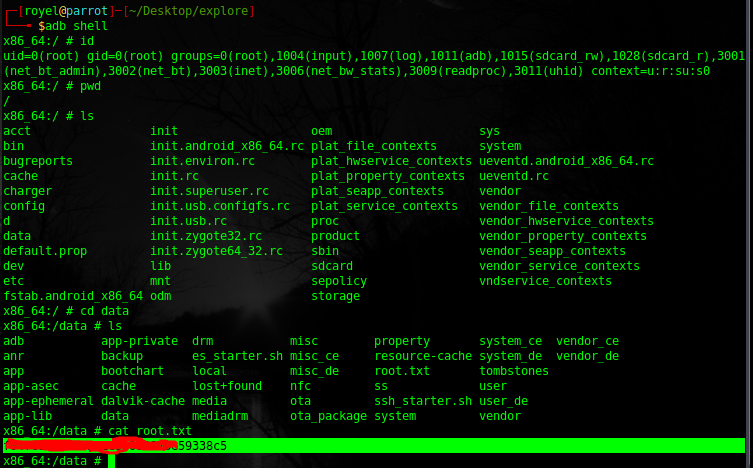 ┌─[royel@parrot]─[~/Desktop/explore]
└──╼ $adb shell
x86_64:/ # id
uid=0(root) gid=0(root) groups=0(root),1004(input),1007(log),1011(adb),1015(sdcard_rw),1028(sdcard_r),3001
(net_bt_admin),3002(net_bt),3003(inet),3006(net_bw_stats),3009(readproc),3011(uhid) context=u:r:su:s0
x86_64:/ # pwd
/
x86_64:/ # ls
acct init oem sys
bin init.android_x86_64.rc plat_file_contexts system
bugreports init.environ.rc plat_hwservice_contexts ueventd.android_x86_64.rc
cache init.rc plat_property_contexts ueventd.rc
charger init.superuser.rc plat_seapp_contexts vendor
config init.usb.configfs.rc plat_service_contexts vendor_file_contexts
d init.usb.rc proc vendor_hwservice_contexts
data init.zygote32.rc product vendor_property_contexts
default.prop init.zygote64_32.rc sbin vendor_seapp_contexts
dev lib sdcard vendor_service_contexts
etc mnt sepolicy vndservice_contexts
fstab.android_x86_64 odm storage
x86_64:/ # cd data
x86_64:/data # ls
adb app-private drm misc property system_ce vendor_ce
anr backup es_starter.sh misc_ce resource-cache system_de vendor_de
app bootchart local misc_de root.txt tombstones
app-asec cache lost+found nfc ss user
app-ephemeral dalvik-cache media ota ssh_starter.sh user_de
app-lib data mediadrm ota_package system vendor
x86_64:/data # cat root.txt
59338c5
x86_64:/data #